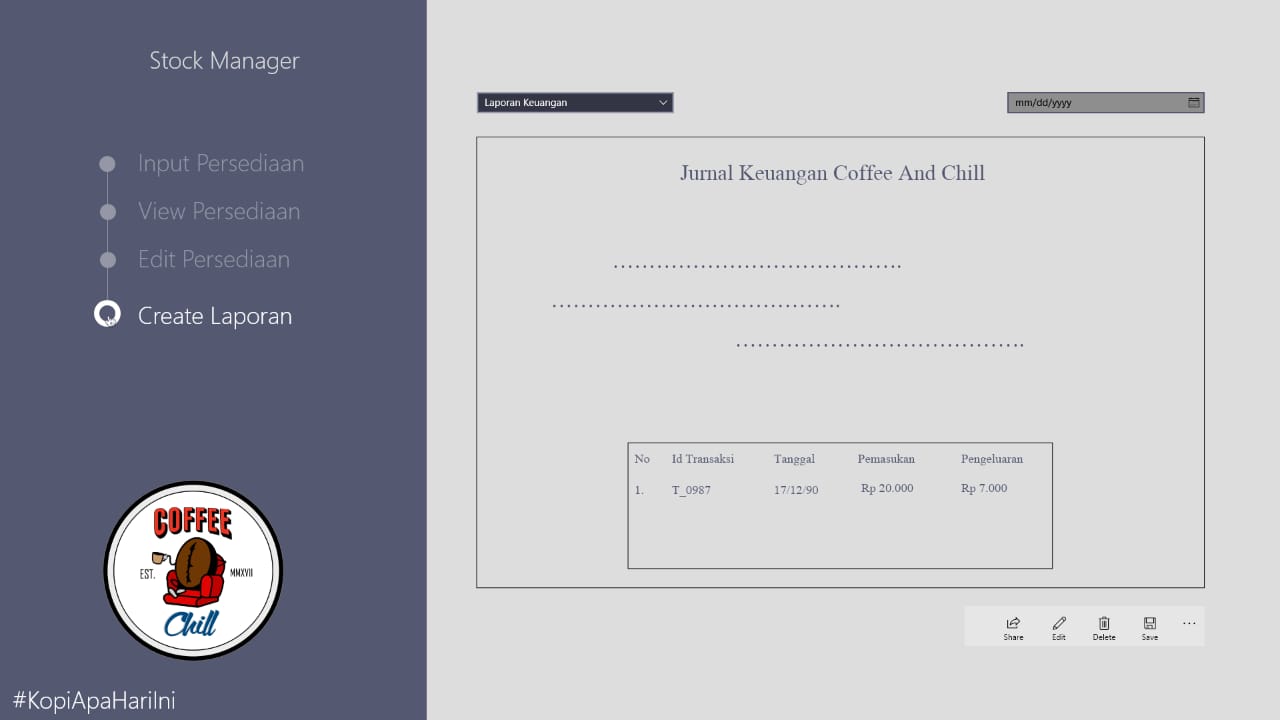 Stock Manager
Input Persediaan
View Persediaan
Edit Persediaan
Create Laporan
COFFEE
EST.
MMXVII
Chill
#KopiApaHariIni
Laporan Keuangan
mm/dd/yyyy
Jurnal Keuangan Coffee And Chill
........................................
........................................
........................................
No Id Transaksi Tanggal Pemasukan Pengeluaran
1. T_0987 17/12/90 Rp 20.000 Rp 7.000
Share Edit Delete Save ...